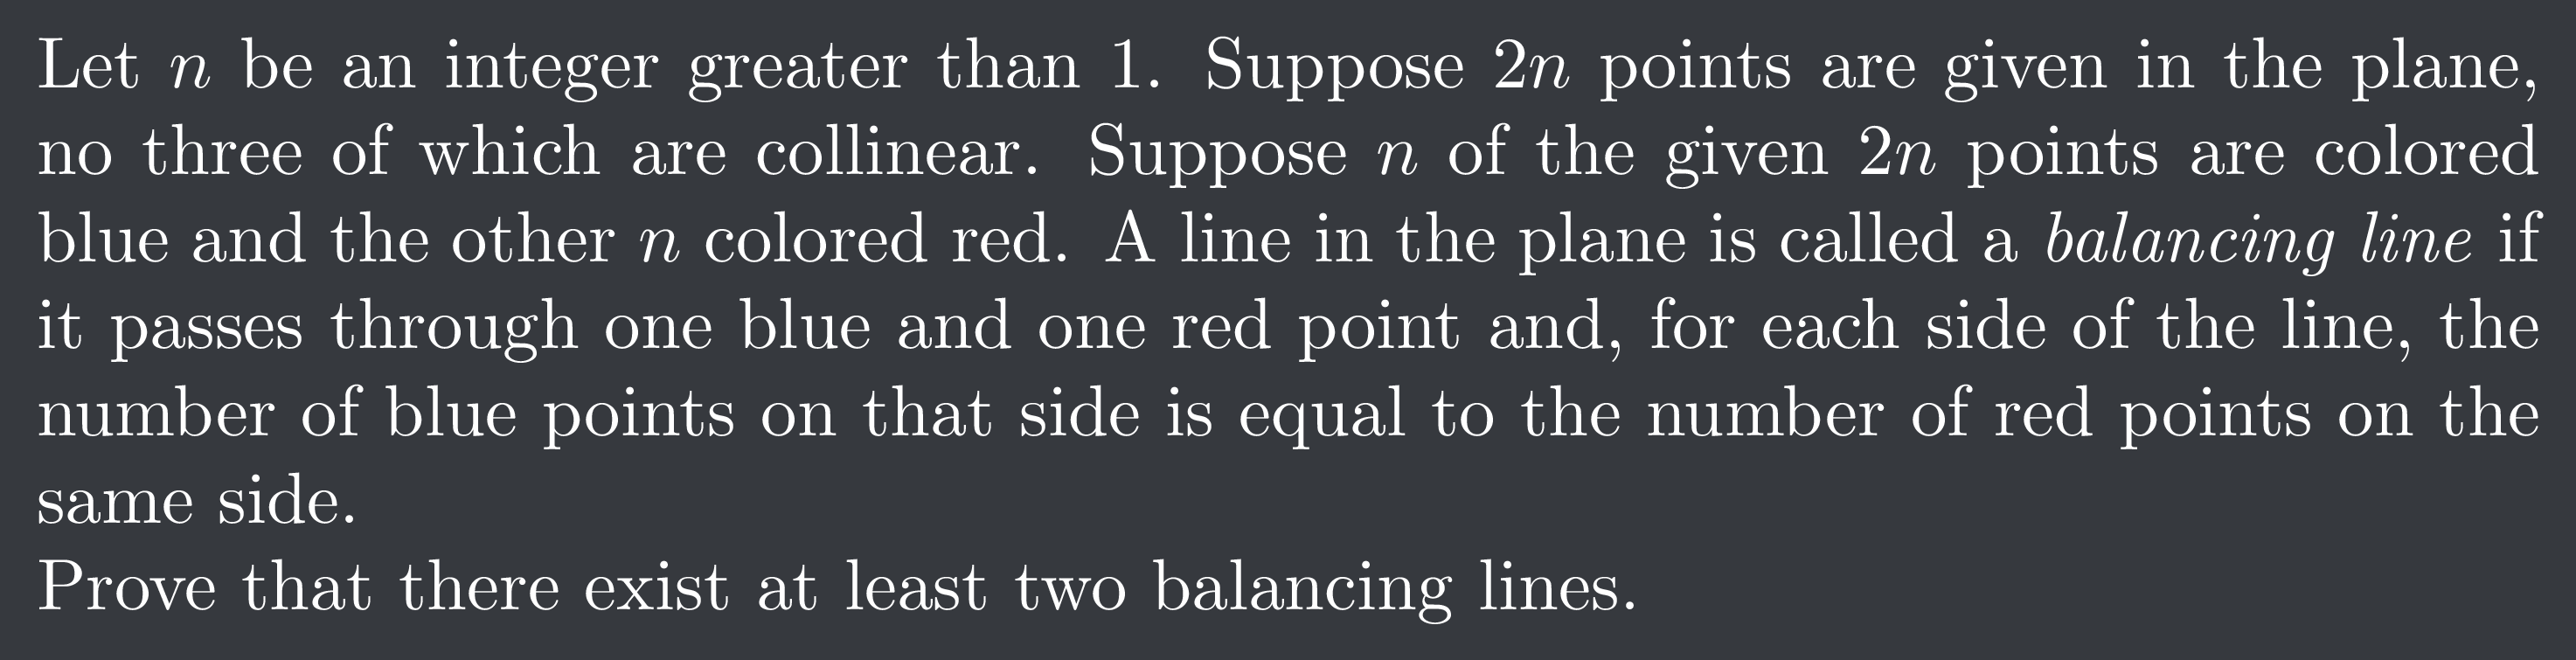 Let n be an integer greater than 1. Suppose 2n points are given in the plane,
no three of which are collinear. Suppose n of the given 2n points are colored
blue and the other n colored red. A line in the plane is called a balancing line if
it passes through one blue and one red point and, for each side of the line, the
number of blue points on that side is equal to the number of red points on the
same side.
Prove that there exist at least two balancing lines.